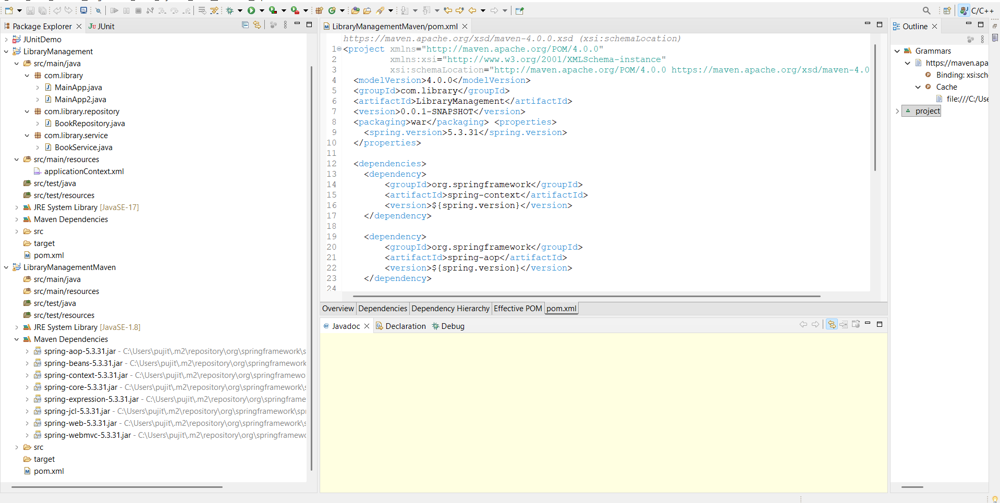 C/C++
Package Explorer
JUnit
JUnitDemo
LibraryManagement
src/main/java
com.library
MainApp.java
MainApp2.java
com.library.repository
BookRepository.java
com.library.service
BookService.java
src/main/resources
applicationContext.xml
src/test/java
src/test/resources
JRE System Library [JavaSE-17]
Maven Dependencies
src
target
pom.xml
LibraryManagementMaven
src/main/java
src/main/resources
src/test/java
src/test/resources
JRE System Library [JavaSE-1.8]
Maven Dependencies
spring-aop-5.3.31.jar - C:\Users\pujit\.m2\repository\org\springframework\s
spring-beans-5.3.31.jar - C:\Users\pujit\.m2\repository\org\springframework
spring-context-5.3.31.jar - C:\Users\pujit\.m2\repository\org\springframewo
spring-core-5.3.31.jar - C:\Users\pujit\.m2\repository\org\springframework\s
spring-expression-5.3.31.jar - C:\Users\pujit\.m2\repository\org\springframe
spring-jcl-5.3.31.jar - C:\Users\pujit\.m2\repository\org\springframework\spr
spring-web-5.3.31.jar - C:\Users\pujit\.m2\repository\org\springframework\s
spring-webmvc-5.3.31.jar - C:\Users\pujit\.m2\repository\org\springframewo
src
target
pom.xml
LibraryManagementMaven/pom.xml
https://maven.apache.org/xsd/maven-4.0.0.xsd (xsi:schemaLocation)
1 <project xmlns="http://maven.apache.org/POM/4.0.0"
2 xmlns:xsi="http://www.w3.org/2001/XMLSchema-instance"
3 xsi:schemaLocation="http://maven.apache.org/POM/4.0.0 https://maven.apache.org/xsd/maven-4.0
4 <modelVersion>4.0.0</modelVersion>
5 <groupId>com.library</groupId>
6 <artifactId>LibraryManagement</artifactId>
7 <version>0.0.1-SNAPSHOT</version>
8 <packaging>war</packaging> <properties>
9 <spring.version>5.3.31</spring.version>
10 </properties>
11
12 <dependencies>
13 <dependency>
14 <groupId>org.springframework</groupId>
15 <artifactId>spring-context</artifactId>
16 <version>${spring.version}</version>
17 </dependency>
18
19 <dependency>
20 <groupId>org.springframework</groupId>
21 <artifactId>spring-aop</artifactId>
22 <version>${spring.version}</version>
23 </dependency>
24
Overview Dependencies Dependency Hierarchy Effective POM pom.xml
@ Javadoc Declaration Debug
Outline
Grammars
https://maven.apa
Binding: xsi:sch
Cache
file:///C:/Use
project